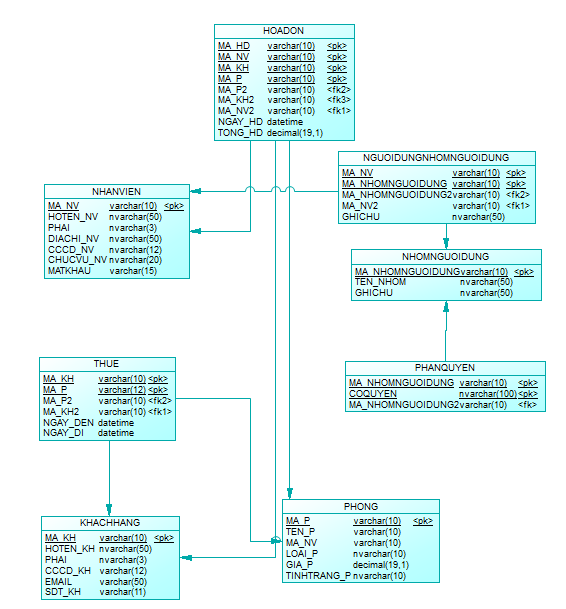 HOADON
MA_HD varchar(10) <pk>
MA_NV varchar(10) <pk>
MA_KH varchar(10) <pk>
MA_P varchar(10) <pk>
MA_P2 varchar(10) <fk2>
MA_KH2 varchar(10) <fk3>
MA_NV2 varchar(10) <fk1>
NGAY_HD datetime
TONG_HD decimal(19,1)
NGUOIDUNGNHOMNGUOIDUNG
MA_NV varchar(10) <pk>
MA_NHOMNGUOIDUNG varchar(10) <pk>
MA_NHOMNGUOIDUNG2 varchar(10) <fk2>
MA_NV2 varchar(10) <fk1>
GHICHU nvarchar(50)
NHANVIEN
MA_NV varchar(10) <pk>
HOTEN_NV nvarchar(50)
PHAI nvarchar(3)
DIACHI_NV nvarchar(50)
CCCD_NV nvarchar(12)
CHUCVU_NV nvarchar(20)
MATKHAU varchar(15)
NHOMNGUOIDUNG
MA_NHOMNGUOIDUNG varchar(10) <pk>
TEN_NHOM nvarchar(50)
GHICHU nvarchar(50)
THUE
MA_KH varchar(10) <pk>
MA_P varchar(12) <pk>
MA_P2 varchar(10) <fk2>
MA_KH2 varchar(10) <fk1>
NGAY_DEN datetime
NGAY_DI datetime
PHANQUYEN
MA_NHOMNGUOIDUNG varchar(10) <pk>
COQUYEN nvarchar(100) <pk>
MA_NHOMNGUOIDUNG2 varchar(10) <fk>
KHACHHANG
MA_KH varchar(10) <pk>
HOTEN_KH nvarchar(50)
PHAI nvarchar(3)
CCCD_KH varchar(12)
EMAIL varchar(50)
SDT_KH varchar(11)
PHONG
MA_P varchar(10) <pk>
TEN_P varchar(10)
MA_NV varchar(10)
LOAI_P nvarchar(10)
GIA_P decimal(19,1)
TINHTRANG_P nvarchar(10)